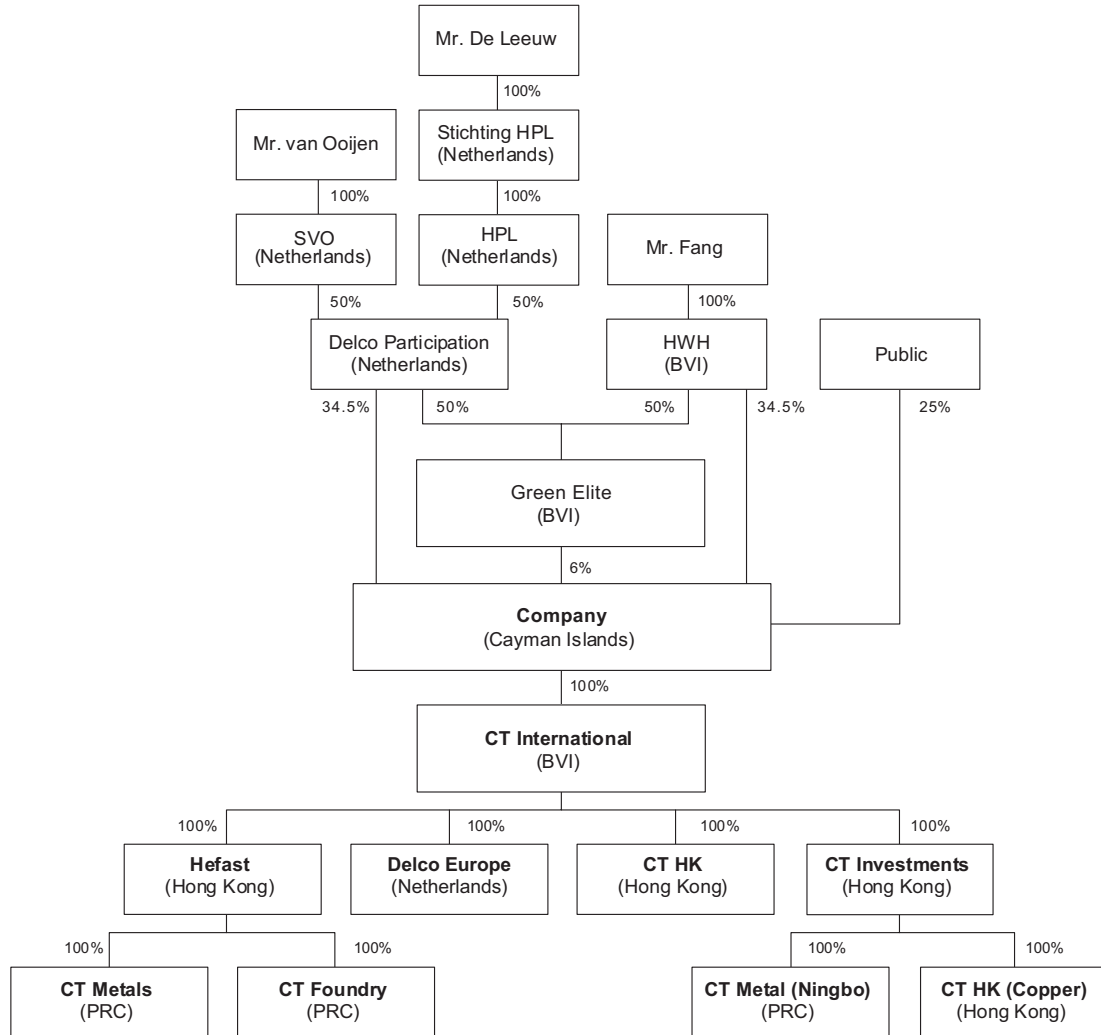 Mr. De Leeuw
100%
Mr. van Ooijen
Stichting HPL
(Netherlands)
100%
100%
SVO
(Netherlands)
HPL
(Netherlands)
Mr. Fang
50%
50%
100%
Delco Participation
(Netherlands)
HWH
(BVI)
Public
34.5%
50%
50%
34.5%
25%
Green Elite
(BVI)
6%
Company
(Cayman Islands)
100%
CT International
(BVI)
100%
100%
100%
100%
Hefast
(Hong Kong)
Delco Europe
(Netherlands)
CT HK
(Hong Kong)
CT Investments
(Hong Kong)
100%
100%
100%
100%
CT Metals
(PRC)
CT Foundry
(PRC)
CT Metal (Ningbo)
(PRC)
CT HK (Copper)
(Hong Kong)